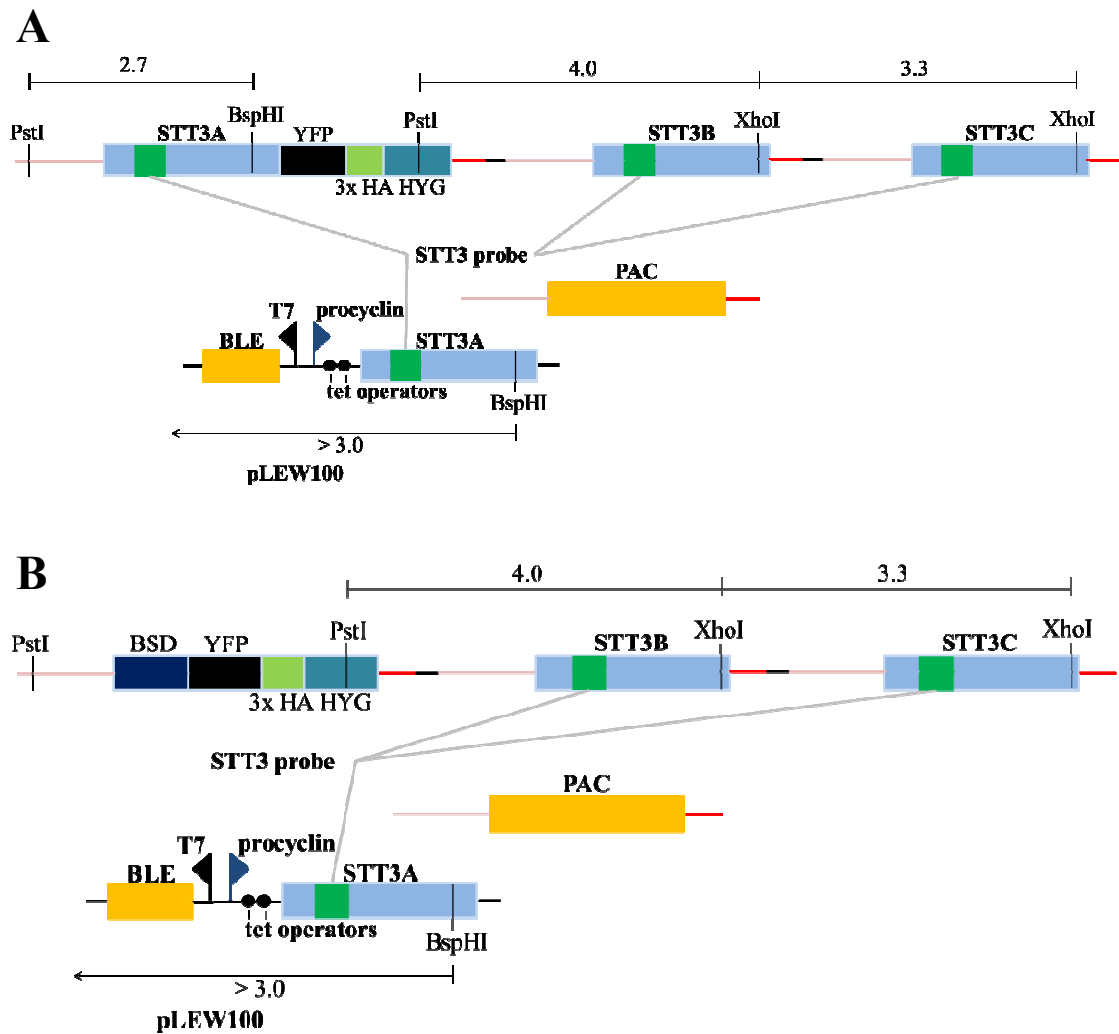 A
2.7 4.0 3.3
PstI STT3A BspHI YFP PstI STT3B XhoI STT3C XhoI
3x HA HYG
STT3 probe
PAC
T7 procyclin
BLE STT3A
tet operators BspHI
> 3.0
pLEW100
B
4.0 3.3
PstI BSD YFP PstI STT3B XhoI STT3C XhoI
3x HA HYG
STT3 probe
PAC
T7 procyclin
BLE STT3A
tet operators BspHI
> 3.0
pLEW100